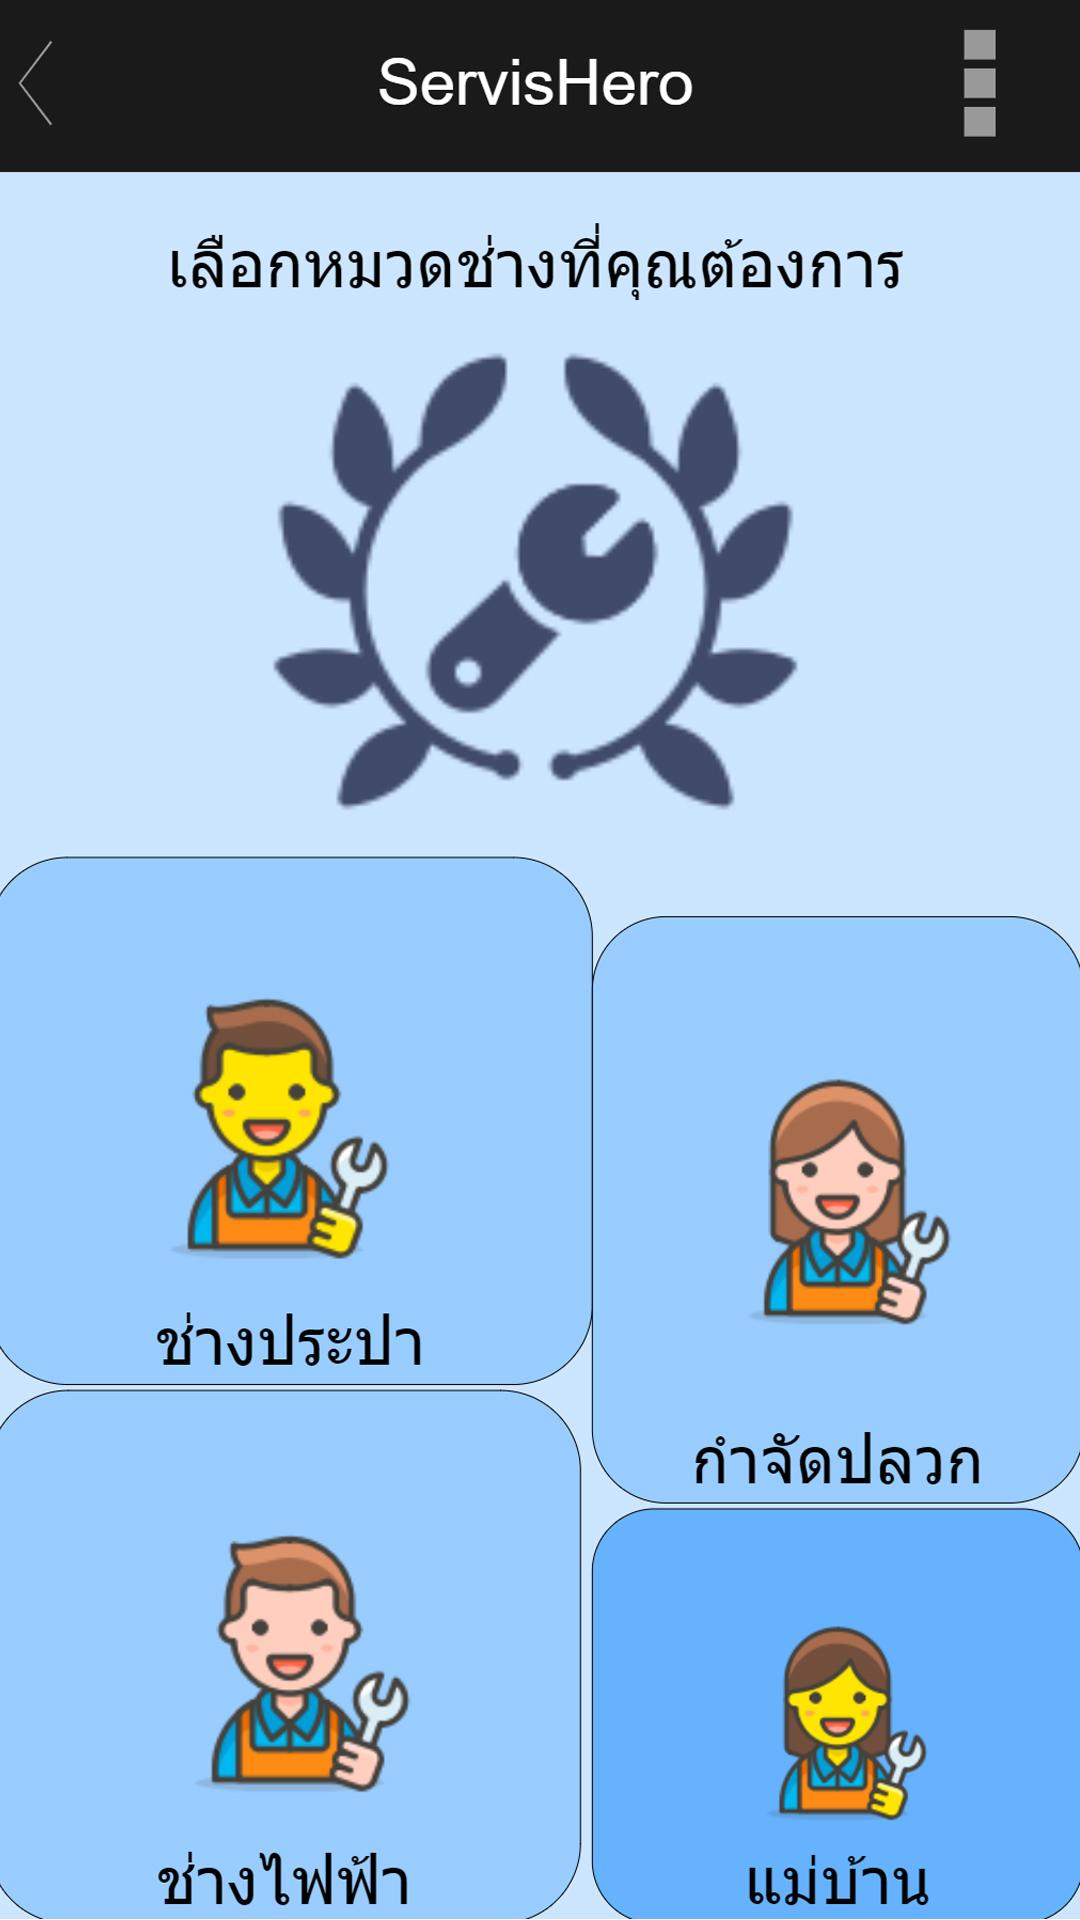 ServisHero
เลือกหมวดช่างที่คุณต้องการ
ช่างประปา
กำจัดปลวก
ช่างไฟฟ้า
แม่บ้าน